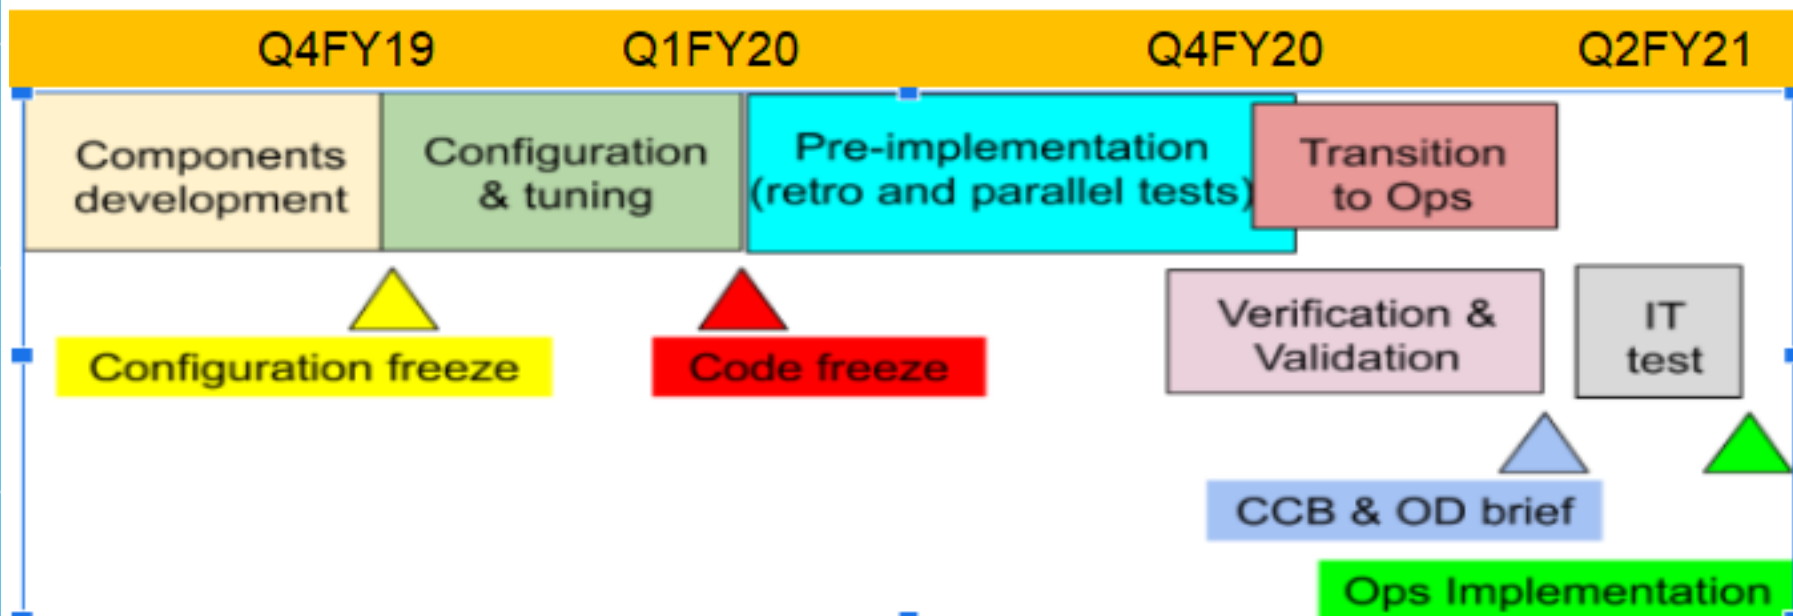 Q4FY19 Q1FY20 Q4FY20 Q2FY21
Components
development
Configuration
& tuning
Pre-implementation
(retro and parallel tests)
Transition
to Ops
Configuration freeze
Code freeze
Verification &
Validation
IT
test
CCB & OD brief
Ops Implementation